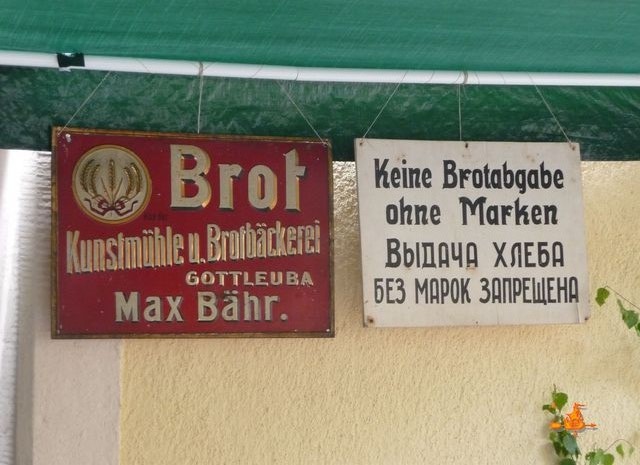 Brot
Kunstmühle u. Brotbäckerei
GOTTLEUBA
Max Bähr.
Keine Brotabgabe
ohne Marken
ВЫДАЧА ХЛЕБА
БЕЗ МАРОК ЗАПРЕЩЕНА